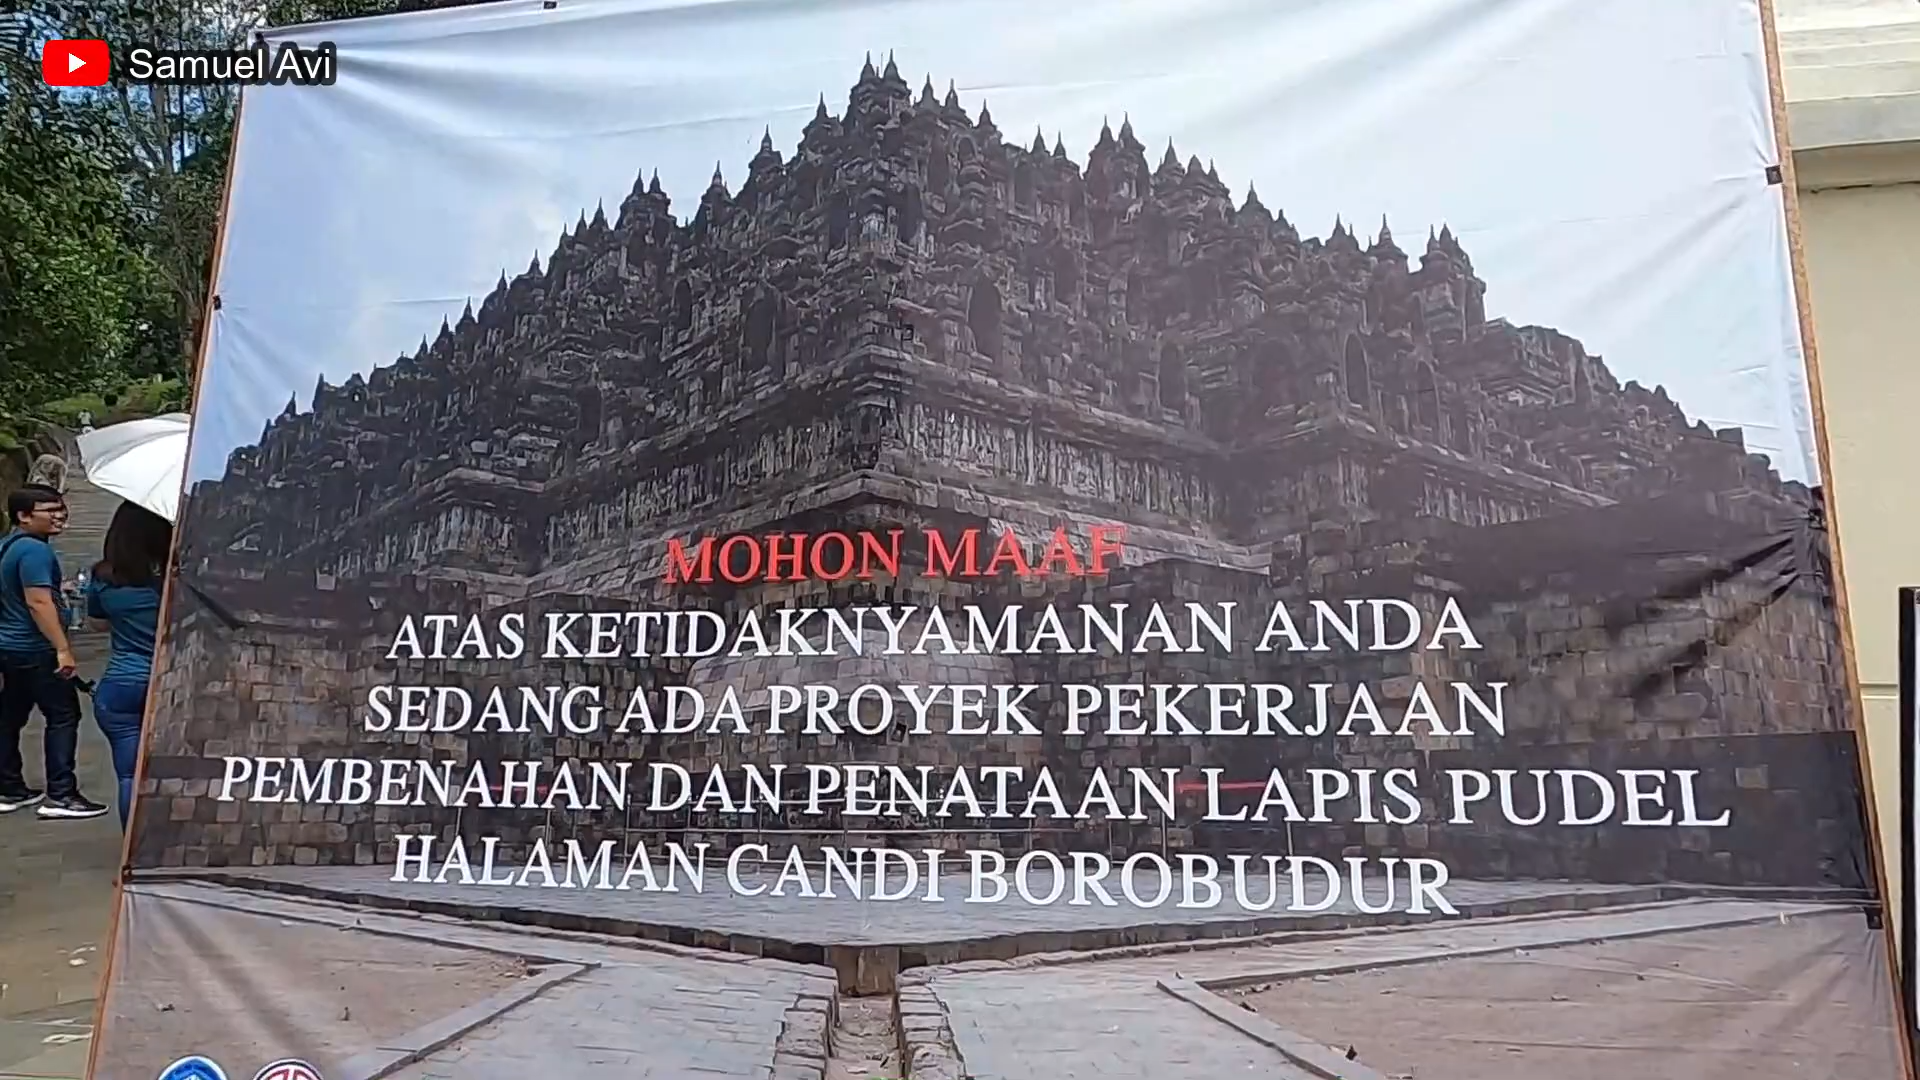 Samuel Avi
MOHON MAAF
ATAS KETIDAKNYAMANAN ANDA
SEDANG ADA PROYEK PEKERJAAN
PEMBENAHAN DAN PENATAAN LAPIS PUDEL
HALAMAN CANDI BOROBUDUR